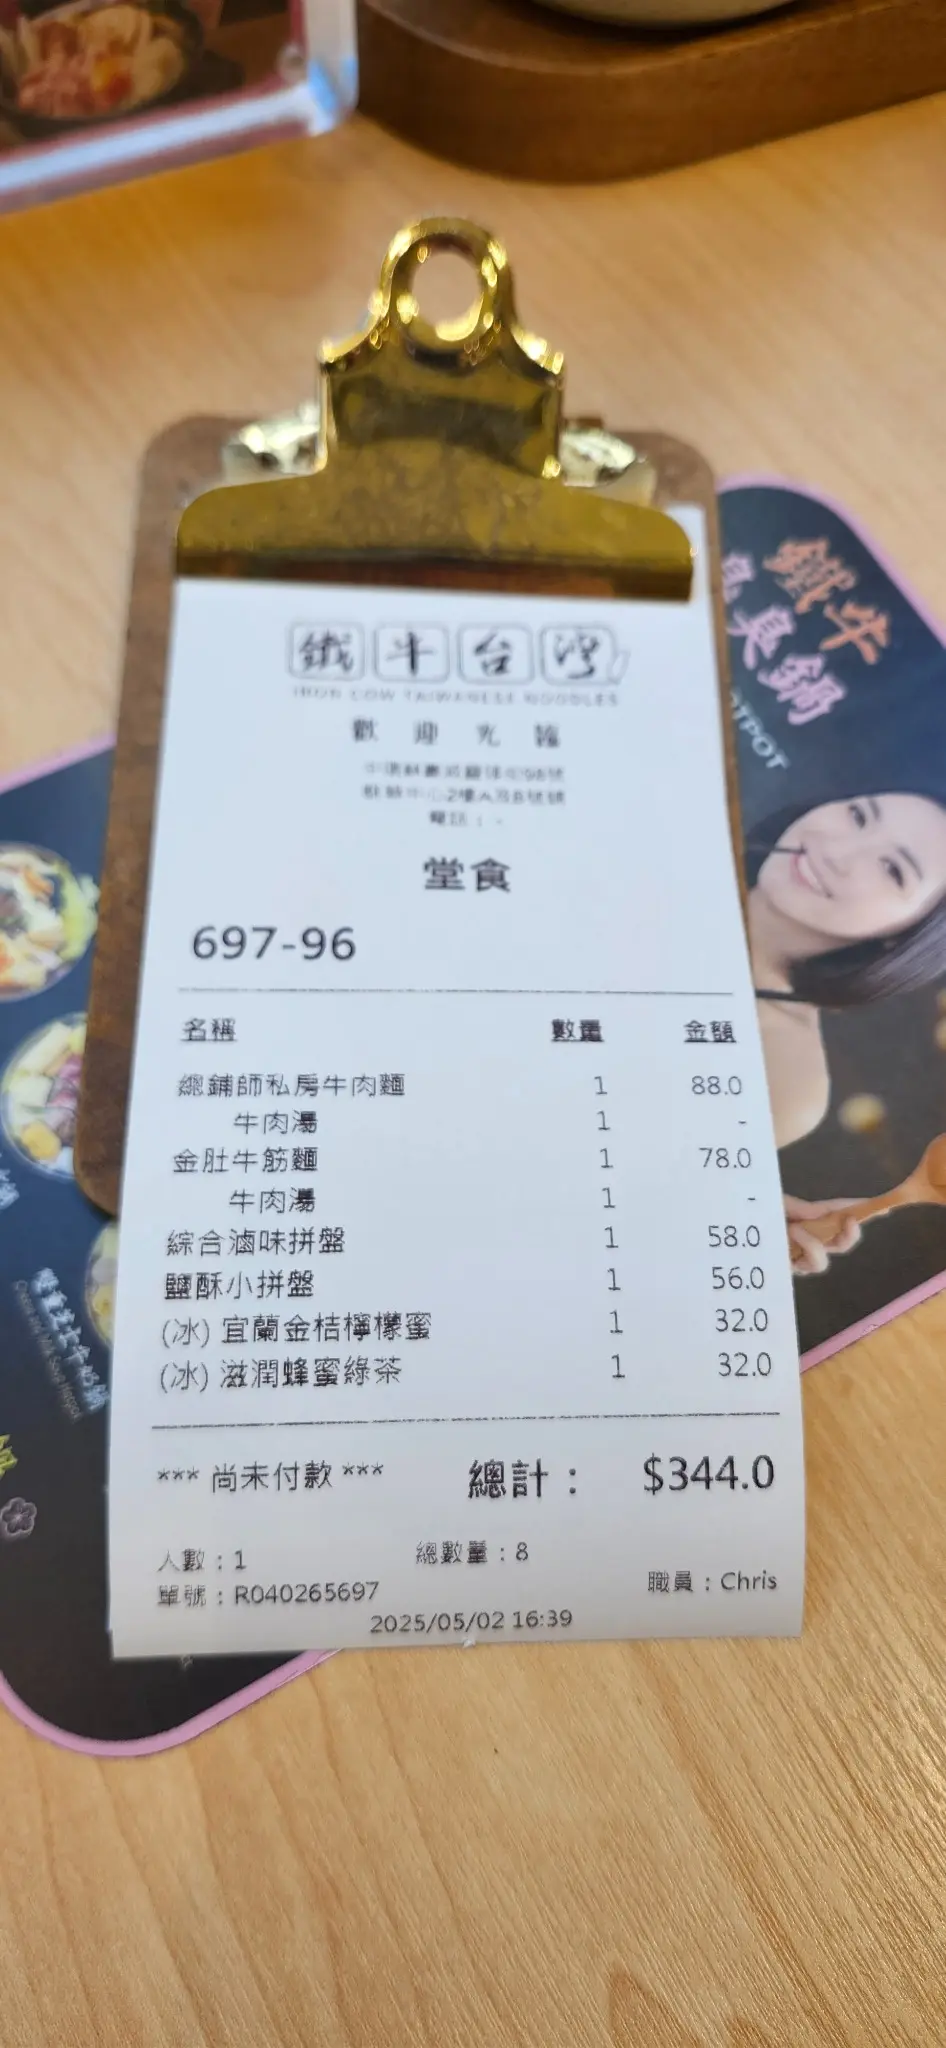 鐵牛台灣
IRON COW TAIWANESE NOODLES
歡迎光臨
電話：-
堂食
697-96
名稱 數量 金額
總鋪師私房牛肉麵 1 88.0
牛肉湯 1 -
金肚牛筋麵 1 78.0
牛肉湯 1 -
綜合滷味拼盤 1 58.0
鹽酥小拼盤 1 56.0
(冰) 宜蘭金桔檸檬蜜 1 32.0
(冰) 滋潤蜂蜜綠茶 1 32.0
*** 尚未付款 *** 總計： $344.0
人數：1 總數量：8
單號：R040265697 職員：Chris
2025/05/02 16:39
鐵牛
臭鍋
OTPOT